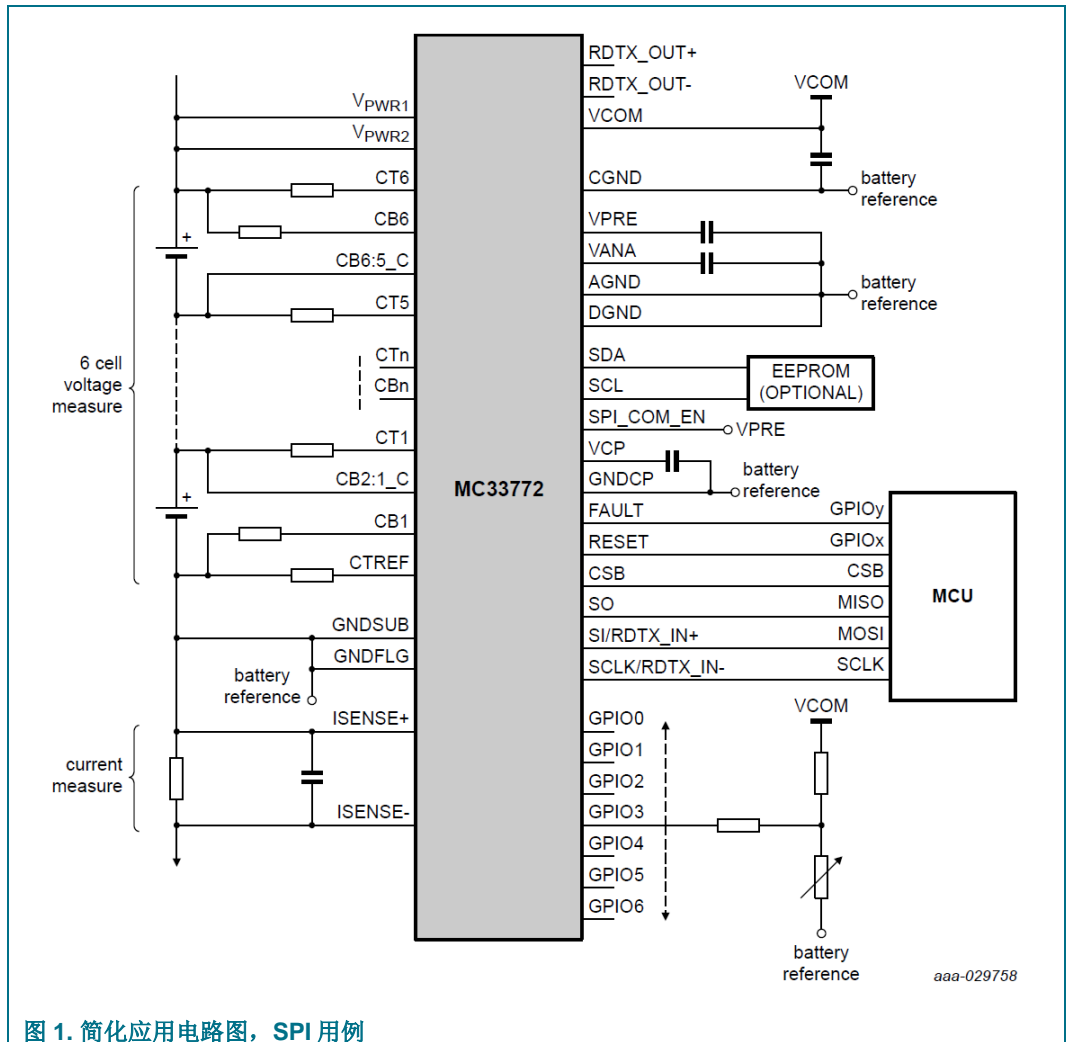 VPWR1
VPWR2
CT6
CB6
CB6:5_C
CT5
CTn
CBn
CT1
CB2:1_C
CB1
CTREF
GNDSUB
GNDFLG
ISENSE+
ISENSE-
+
+
6 cell
voltage
measure
battery
reference
current
measure
MC33772
RDTX_OUT+
RDTX_OUT-
VCOM
CGND
VPRE
VANA
AGND
DGND
SDA
SCL
SPI_COM_EN
VCP
GNDCP
FAULT
RESET
CSB
SO
SI/RDTX_IN+
SCLK/RDTX_IN-
GPIO0
GPIO1
GPIO2
GPIO3
GPIO4
GPIO5
GPIO6
VCOM
battery
reference
battery
reference
EEPROM
(OPTIONAL)
VPRE
battery
reference
GPIOy
GPIOx
CSB
MISO
MOSI
SCLK
MCU
VCOM
battery
reference
aaa-029758
图 1. 简化应用电路图，SPI 用例